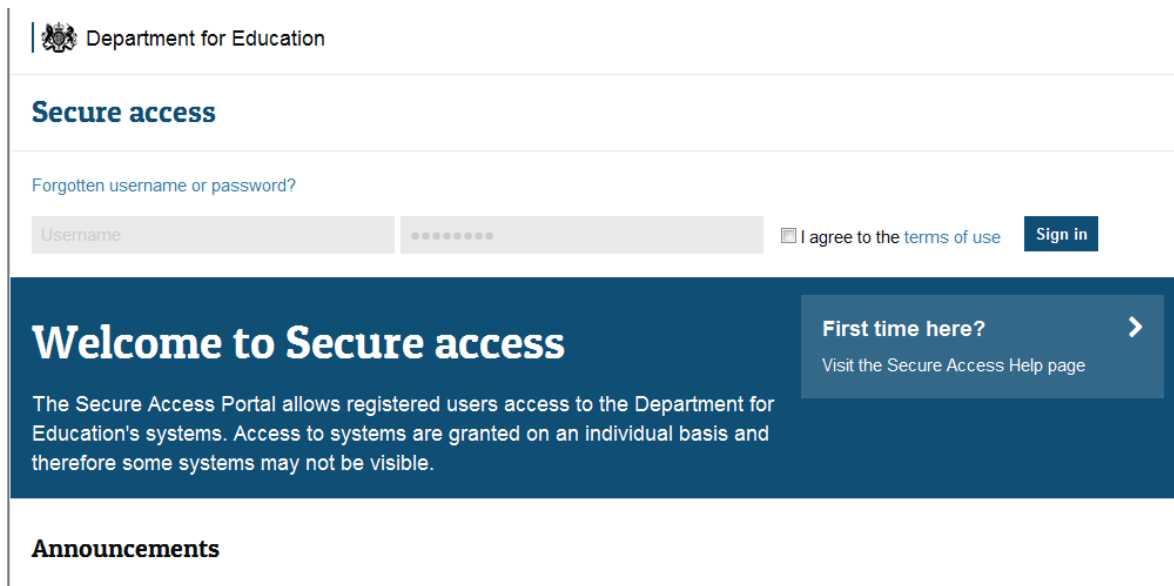 Department for Education
Secure access
Forgotten username or password?
Username
●●●●●●●●
I agree to the terms of use
Sign in
Welcome to Secure access
The Secure Access Portal allows registered users access to the Department for
Education's systems. Access to systems are granted on an individual basis and
therefore some systems may not be visible.
First time here?
Visit the Secure Access Help page
Announcements